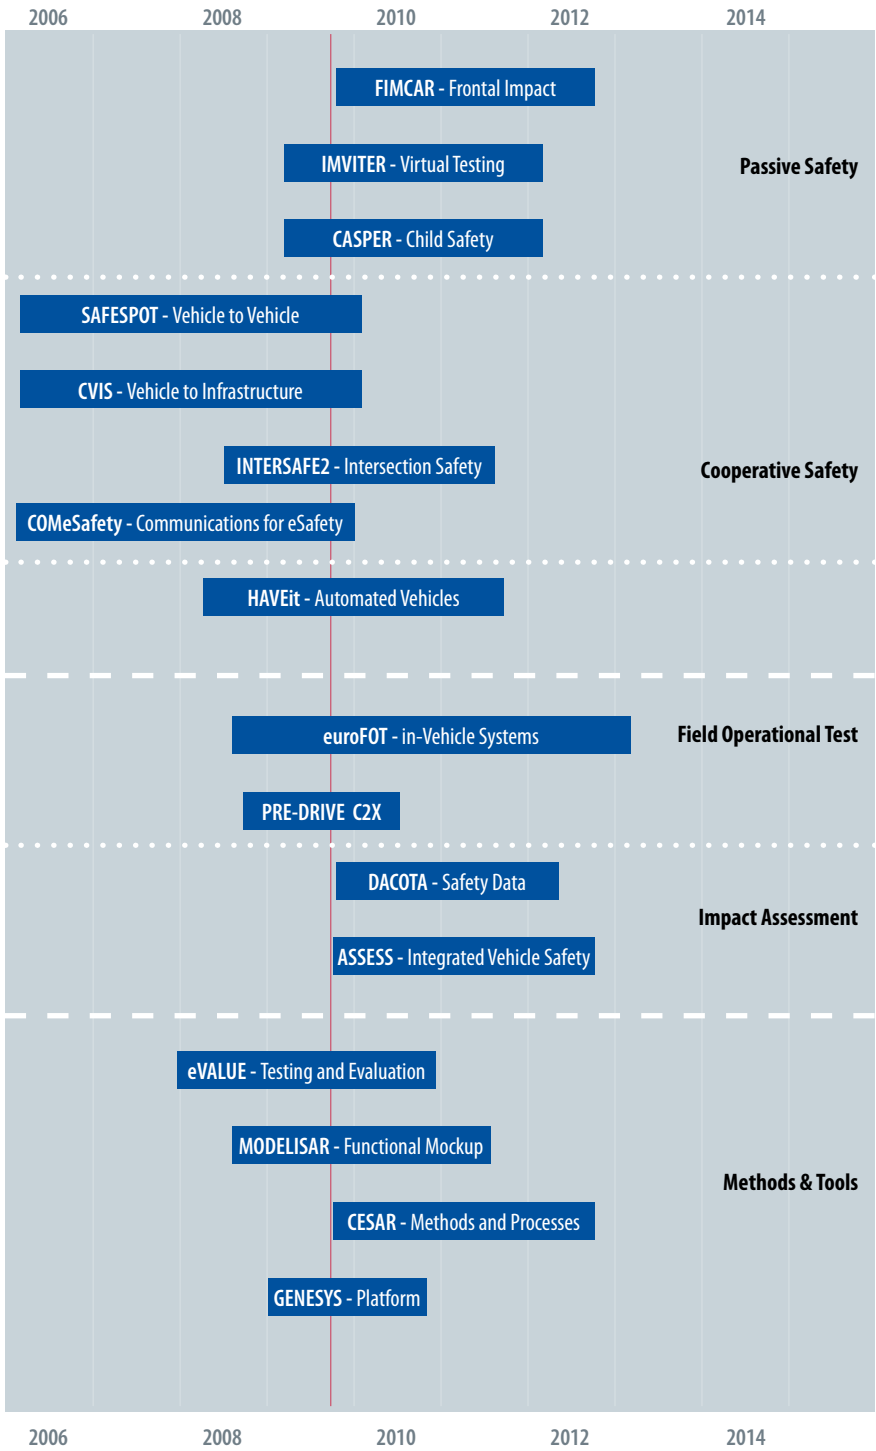 2006 2008 2010 2012 2014
FIMCAR - Frontal Impact
IMVITER - Virtual Testing
Passive Safety
CASPER - Child Safety
SAFESPOT - Vehicle to Vehicle
CVIS - Vehicle to Infrastructure
INTERSAFE2 - Intersection Safety
Cooperative Safety
COMeSafety - Communications for eSafety
HAVEit - Automated Vehicles
euroFOT - in-Vehicle Systems
Field Operational Test
PRE-DRIVE C2X
DACOTA - Safety Data
Impact Assessment
ASSESS - Integrated Vehicle Safety
eVALUE - Testing and Evaluation
MODELISAR - Functional Mockup
Methods & Tools
CESAR - Methods and Processes
GENESYS - Platform
2006 2008 2010 2012 2014